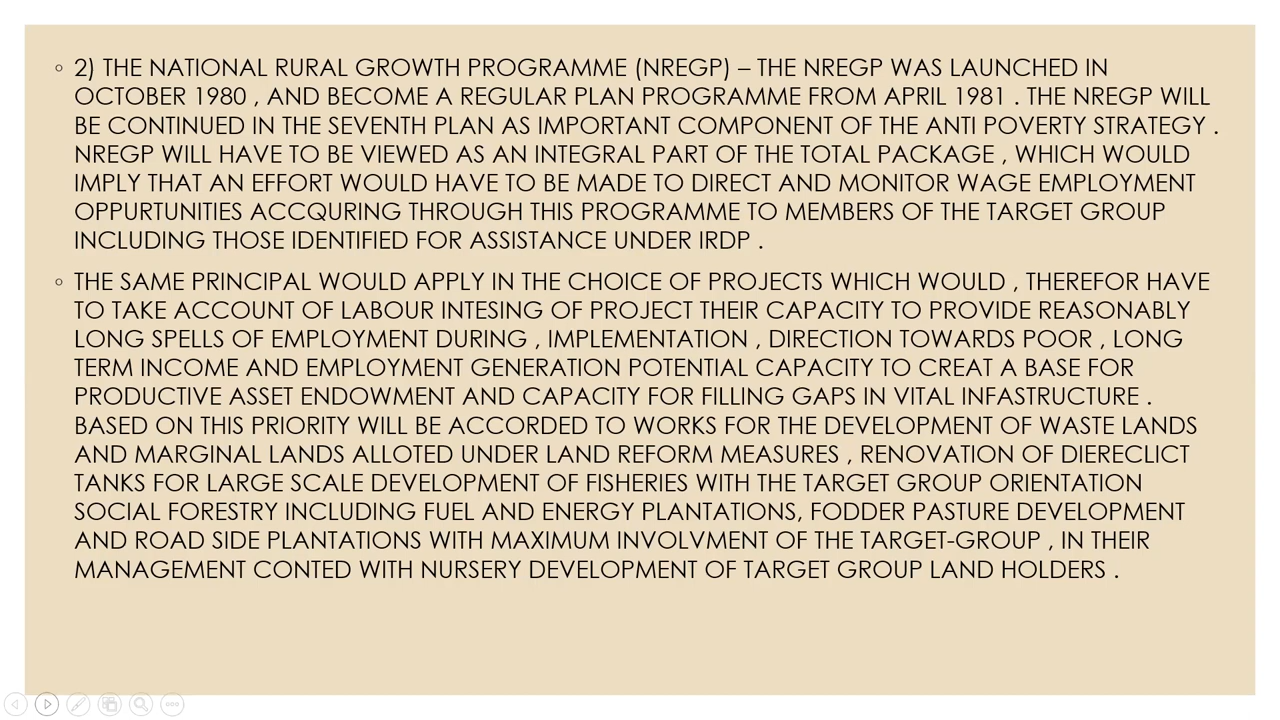 ◦ 2) THE NATIONAL RURAL GROWTH PROGRAMME (NREGP) – THE NREGP WAS LAUNCHED IN
OCTOBER 1980 , AND BECOME A REGULAR PLAN PROGRAMME FROM APRIL 1981 . THE NREGP WILL
BE CONTINUED IN THE SEVENTH PLAN AS IMPORTANT COMPONENT OF THE ANTI POVERTY STRATEGY .
NREGP WILL HAVE TO BE VIEWED AS AN INTEGRAL PART OF THE TOTAL PACKAGE , WHICH WOULD
IMPLY THAT AN EFFORT WOULD HAVE TO BE MADE TO DIRECT AND MONITOR WAGE EMPLOYMENT
OPPURTUNITIES ACCQURING THROUGH THIS PROGRAMME TO MEMBERS OF THE TARGET GROUP
INCLUDING THOSE IDENTIFIED FOR ASSISTANCE UNDER IRDP .
◦ THE SAME PRINCIPAL WOULD APPLY IN THE CHOICE OF PROJECTS WHICH WOULD , THEREFOR HAVE
TO TAKE ACCOUNT OF LABOUR INTESING OF PROJECT THEIR CAPACITY TO PROVIDE REASONABLY
LONG SPELLS OF EMPLOYMENT DURING , IMPLEMENTATION , DIRECTION TOWARDS POOR , LONG
TERM INCOME AND EMPLOYMENT GENERATION POTENTIAL CAPACITY TO CREAT A BASE FOR
PRODUCTIVE ASSET ENDOWMENT AND CAPACITY FOR FILLING GAPS IN VITAL INFASTRUCTURE .
BASED ON THIS PRIORITY WILL BE ACCORDED TO WORKS FOR THE DEVELOPMENT OF WASTE LANDS
AND MARGINAL LANDS ALLOTED UNDER LAND REFORM MEASURES , RENOVATION OF DIERECLICT
TANKS FOR LARGE SCALE DEVELOPMENT OF FISHERIES WITH THE TARGET GROUP ORIENTATION
SOCIAL FORESTRY INCLUDING FUEL AND ENERGY PLANTATIONS, FODDER PASTURE DEVELOPMENT
AND ROAD SIDE PLANTATIONS WITH MAXIMUM INVOLVMENT OF THE TARGET-GROUP , IN THEIR
MANAGEMENT CONTED WITH NURSERY DEVELOPMENT OF TARGET GROUP LAND HOLDERS .